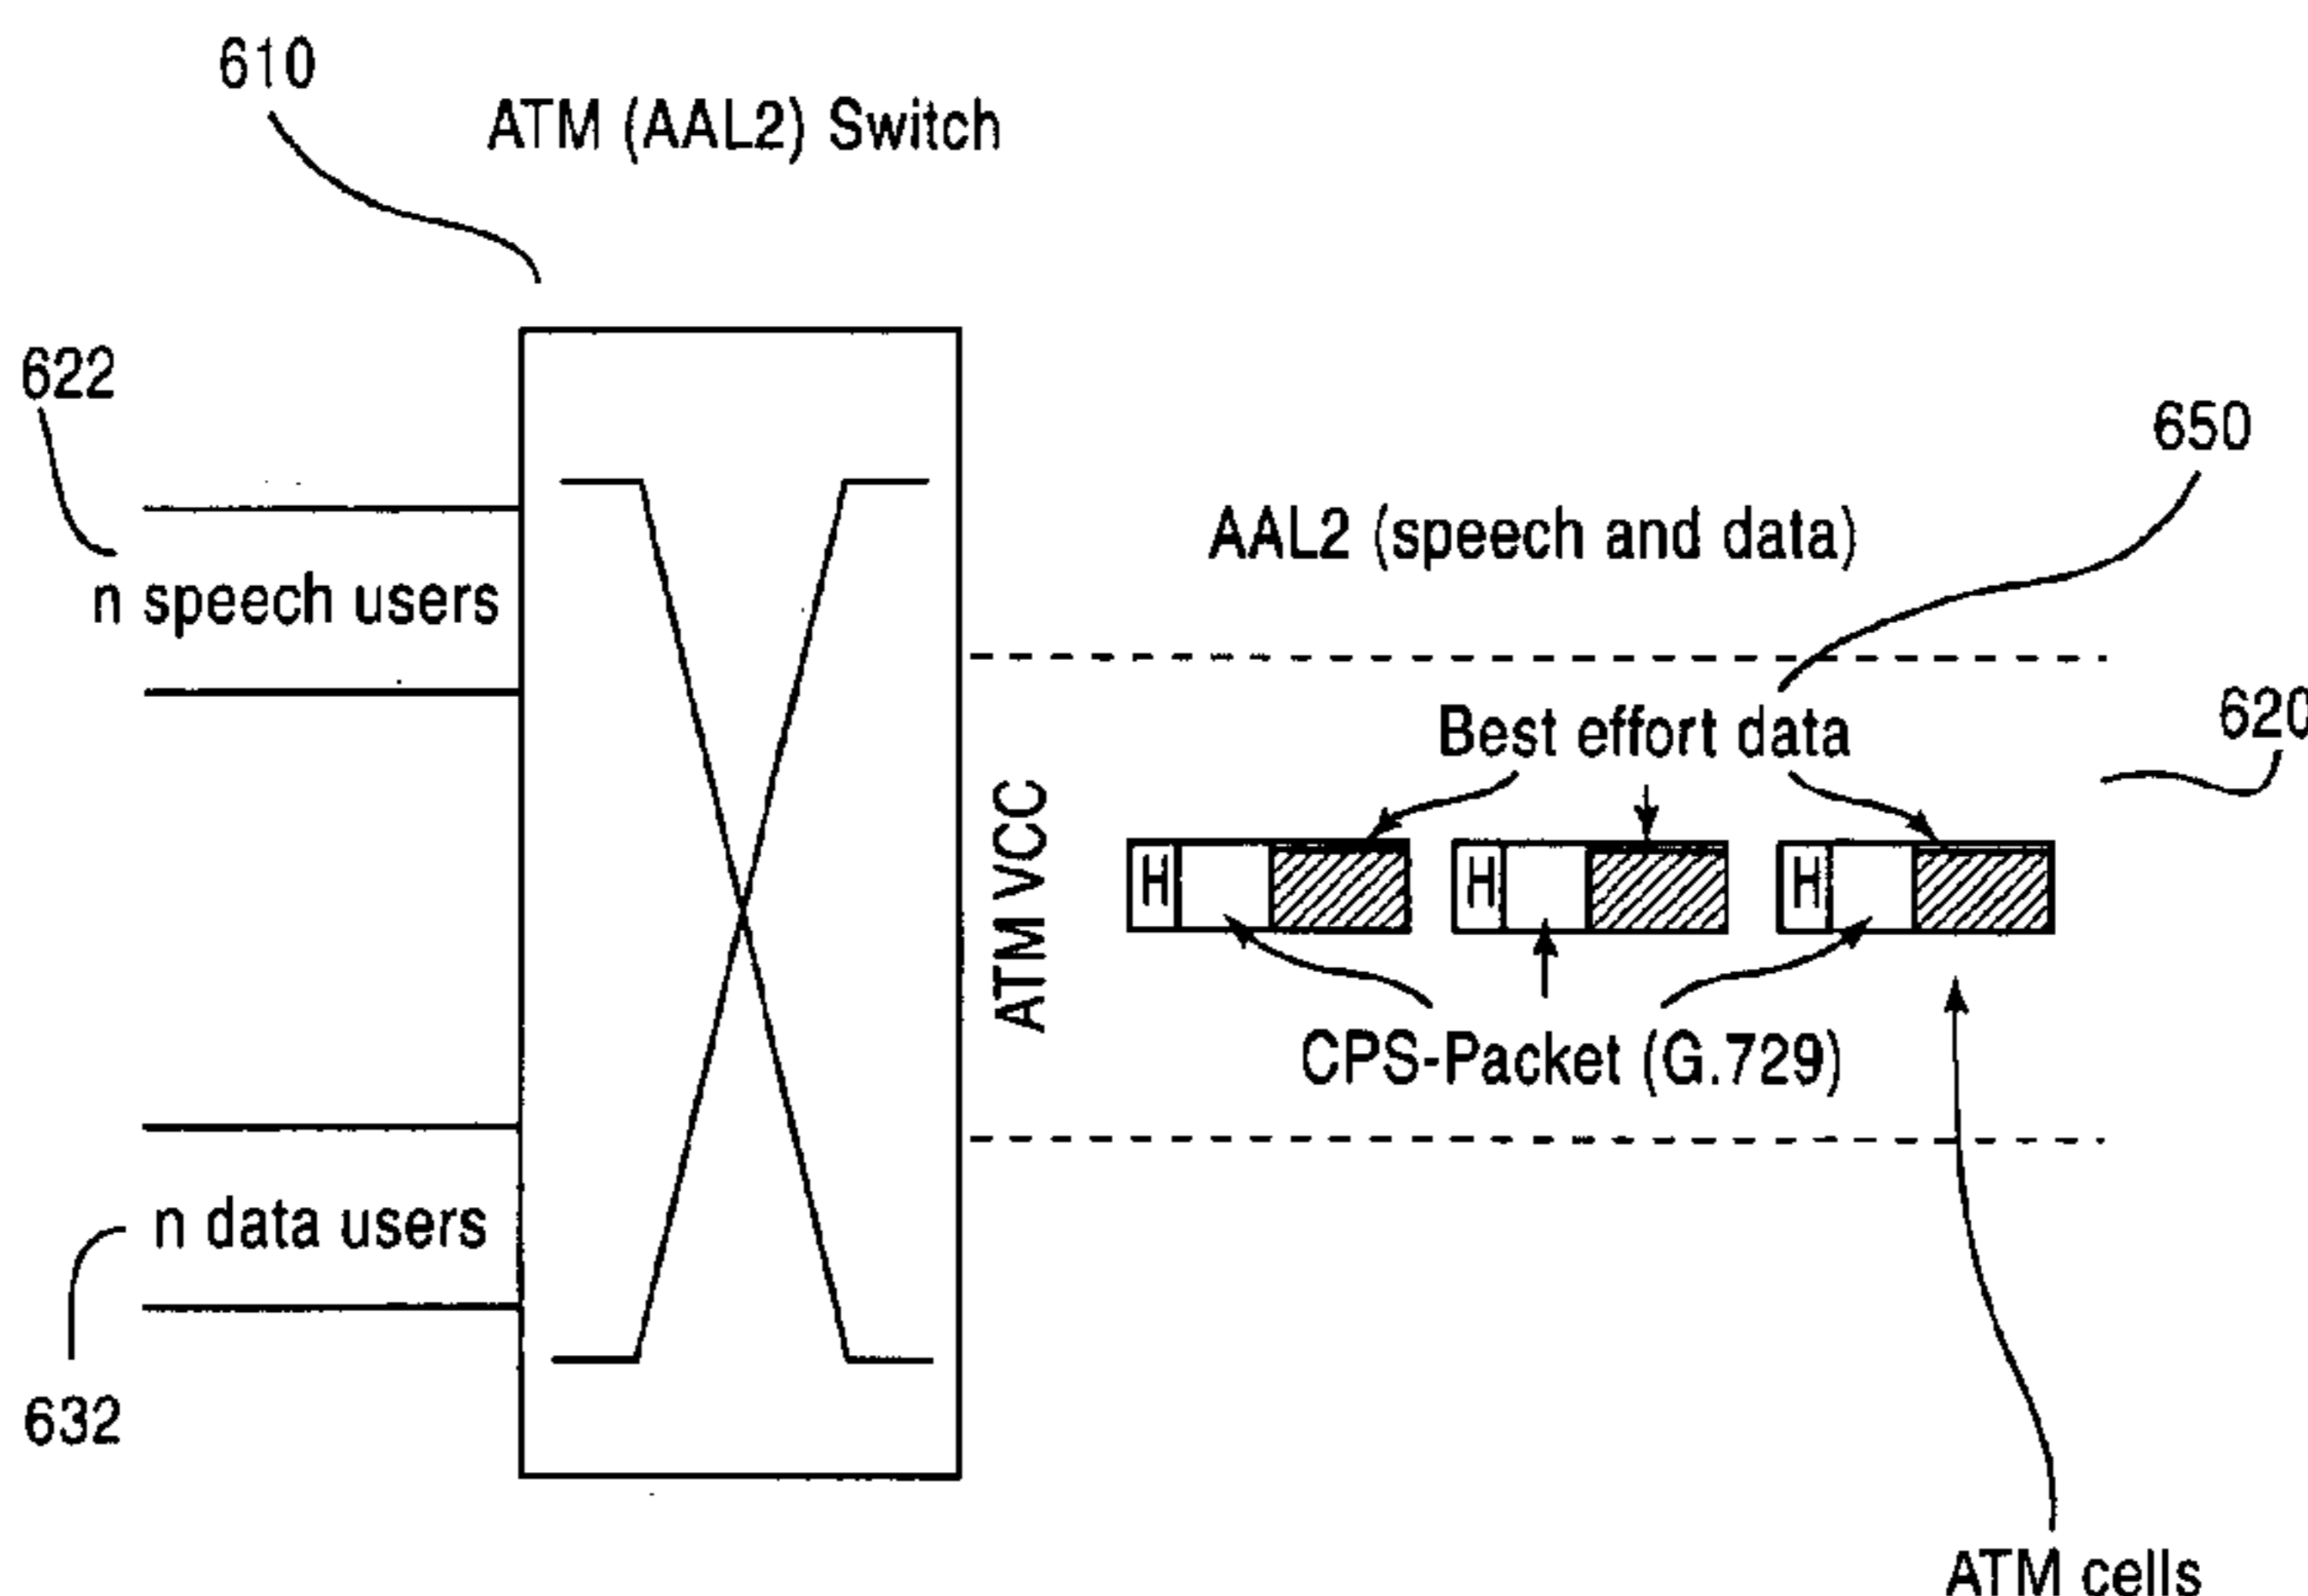 610
ATM (AAL2) Switch
622
n speech users
650
AAL2 (speech and data)
Best effort data
620
ATM VCC
H
H
H
CPS-Packet (G.729)
n data users
632
ATM cells